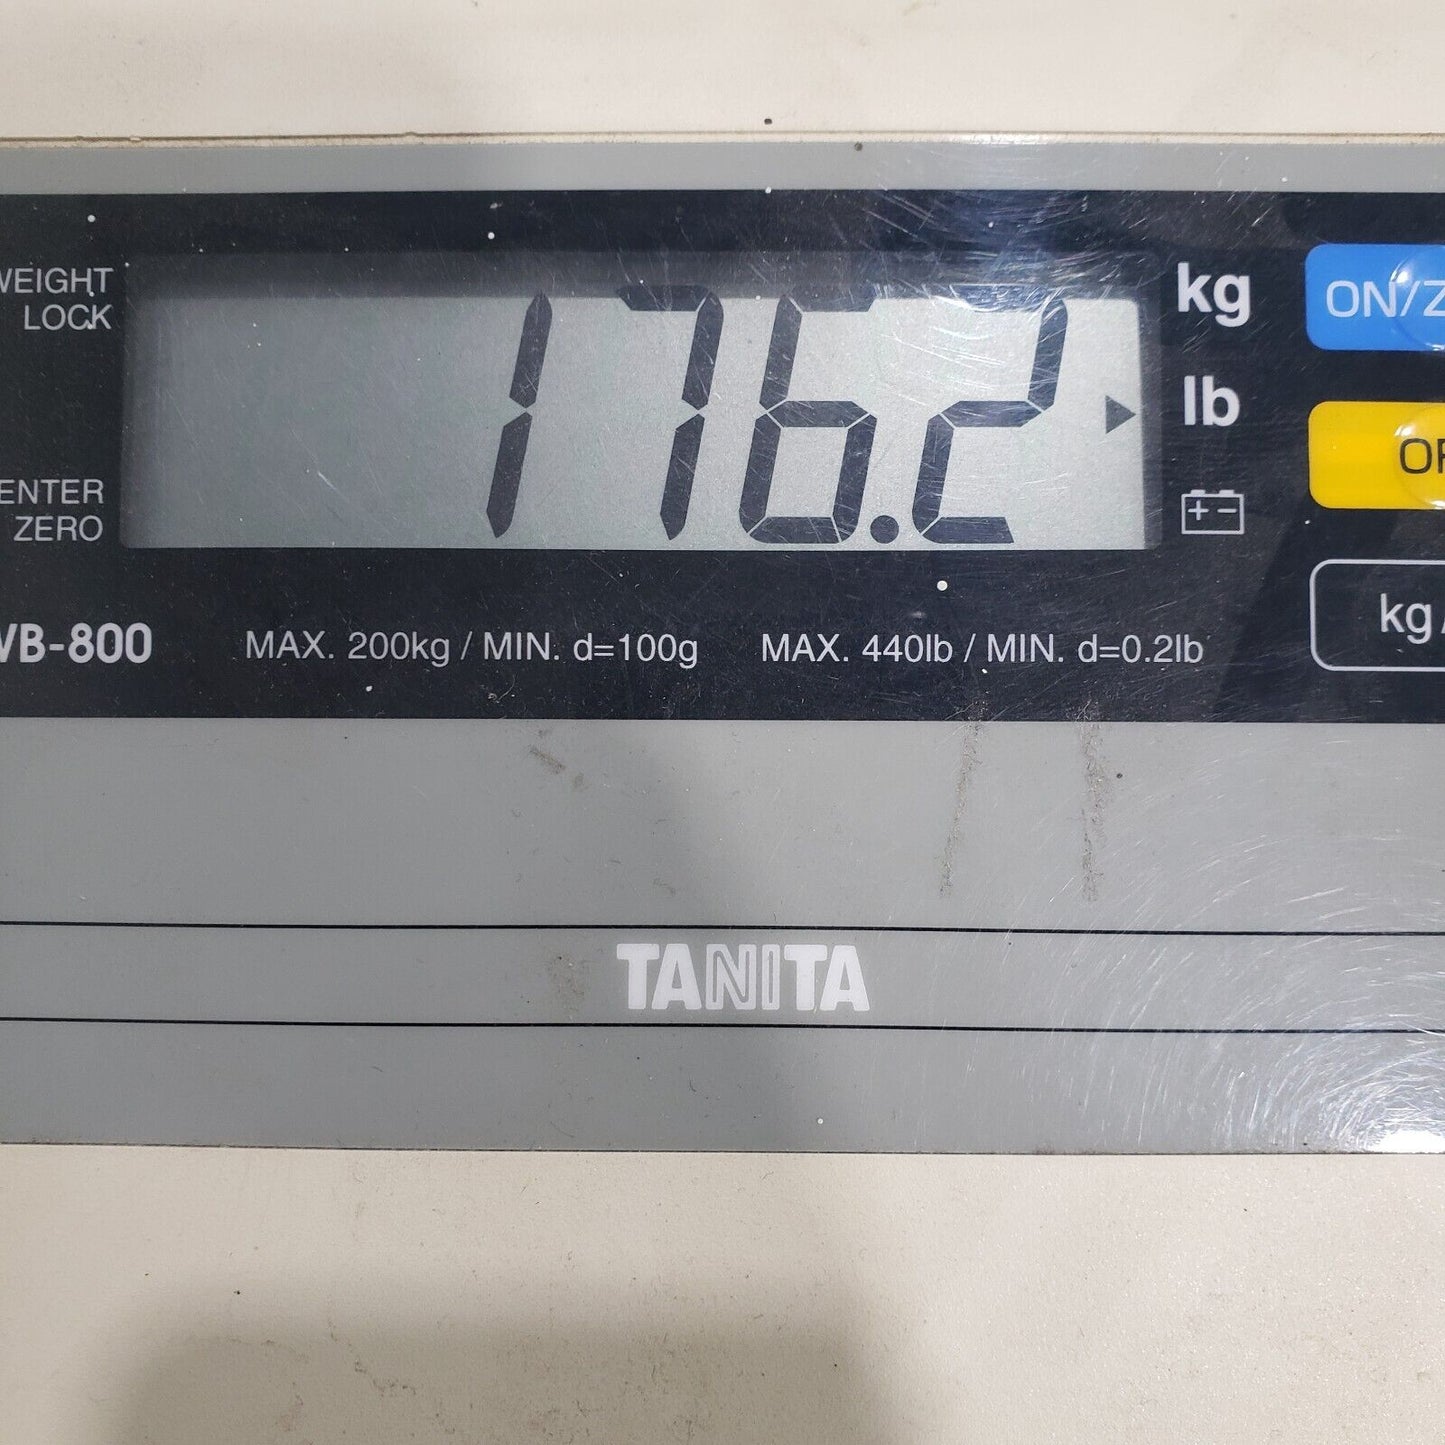 WEIGHT
LOCK
176.2
kg
lb
ON/Z
ENTER
ZERO
+ -
WB-800
MAX. 200kg / MIN. d=100g
MAX. 440lb / MIN. d=0.2lb
kg/
TANITA